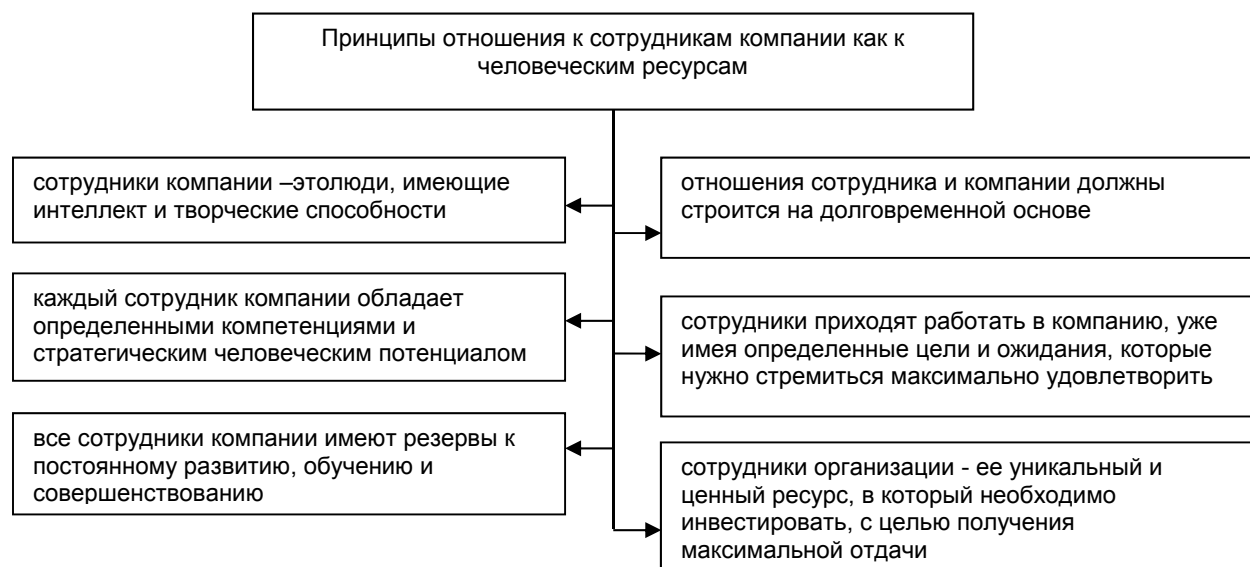 Принципы отношения к сотрудникам компании как к
человеческим ресурсам
сотрудники компании –этолюди, имеющие
интеллект и творческие способности
каждый сотрудник компании обладает
определенными компетенциями и
стратегическим человеческим потенциалом
все сотрудники компании имеют резервы к
постоянному развитию, обучению и
совершенствованию
отношения сотрудника и компании должны
строится на долговременной основе
сотрудники приходят работать в компанию, уже
имея определенные цели и ожидания, которые
нужно стремиться максимально удовлетворить
сотрудники организации - ее уникальный и
ценный ресурс, в который необходимо
инвестировать, с целью получения
максимальной отдачи